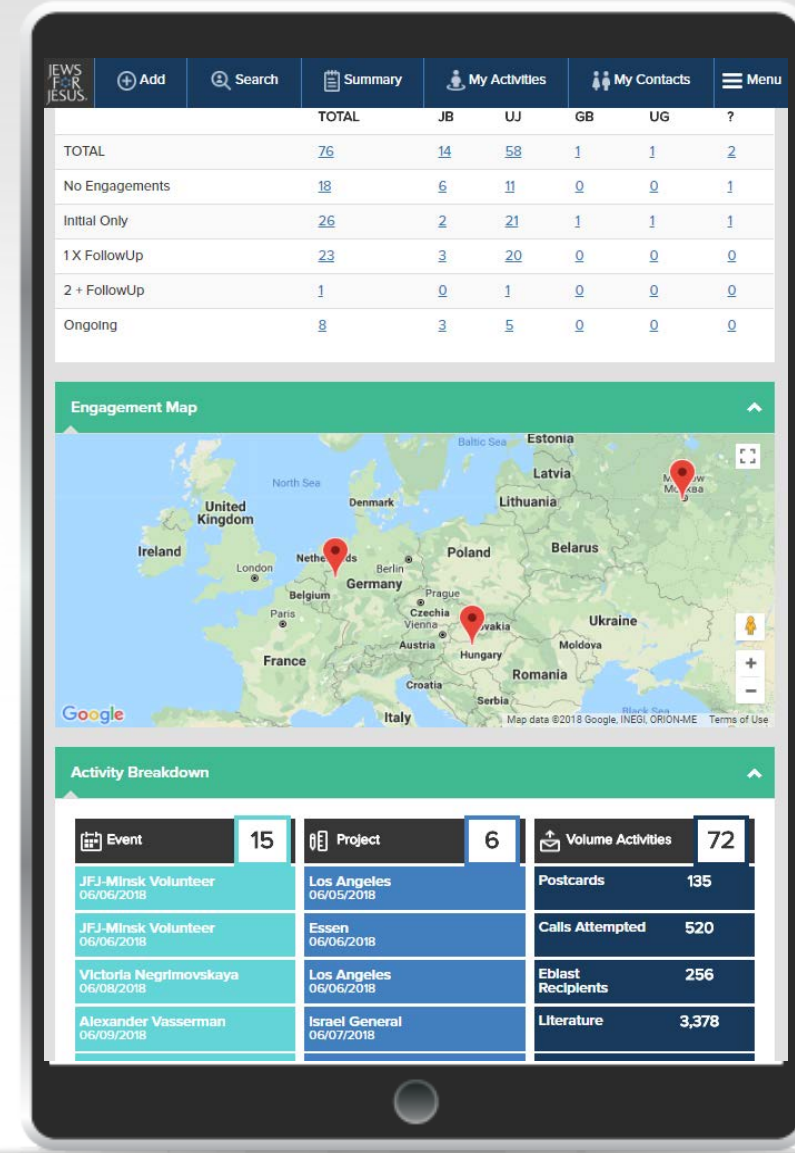 JEWS
FOR
JESUS.
Add
Search
Summary
My Activities
My Contacts
Menu
TOTAL JB UJ GB UG ?
TOTAL 76 14 58 1 1 2
No Engagements 18 6 11 0 0 1
Initial Only 26 2 21 1 1 1
1 X FollowUp 23 3 20 0 0 0
2 + FollowUp 1 0 1 0 0 0
Ongoing 8 3 5 0 0 0
Engagement Map
Baltic Sea
Estonia
North Sea
Latvia
United
Kingdom
Denmark
Lithuania
Ireland
London
Berlin
Poland
Belarus
Belgium
Germany
Prague
Paris
Czechia
Vienna
Ukraine
Austria
Hungary
Moldova
France
Romania
Croatia
Serbia
Black Sea
Google
Italy
Map data ©2018 Google, INEGI, ORION-ME Terms of Use
Activity Breakdown
Event 15
JFJ-Minsk Volunteer
06/06/2018
JFJ-Minsk Volunteer
06/06/2018
Victoria Negrimovskaya
06/08/2018
Alexander Vasserman
06/09/2018
Project 6
Los Angeles
06/05/2018
Essen
06/06/2018
Los Angeles
06/06/2018
Israel General
06/07/2018
Volume Activities 72
Postcards 135
Calls Attempted 520
Eblast
Recipients 256
Literature 3,378